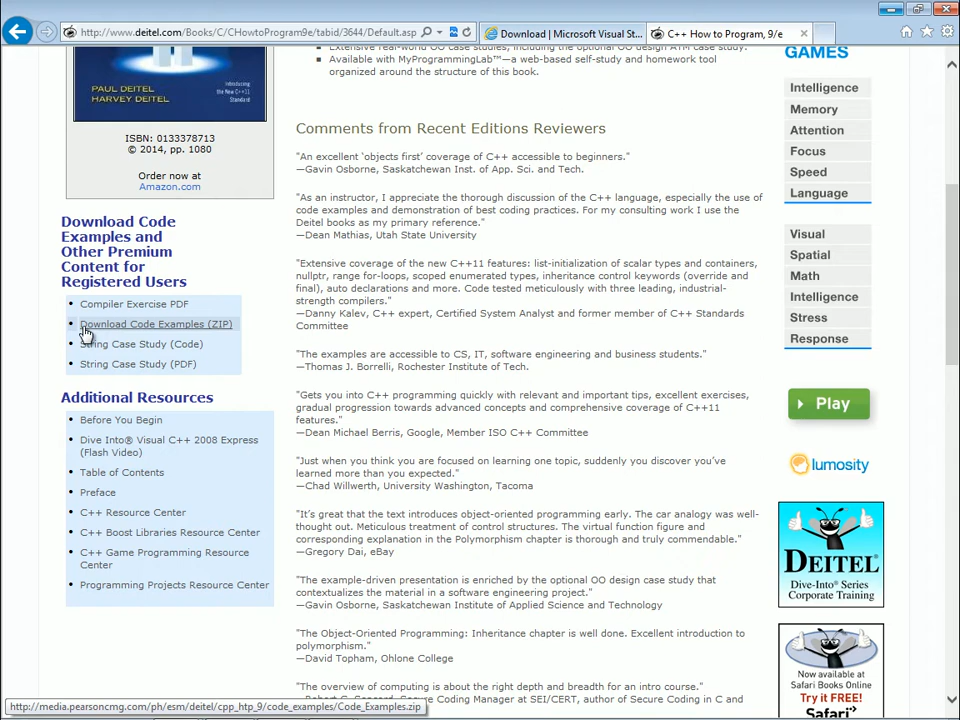 http://www.deitel.com/Books/C/CHowtoProgram9e/tabid/3644/Default.asp
Download | Microsoft Visual St...
C++ How to Program, 9/e
PAUL DEITEL
HARVEY DEITEL
Introducing
the New C++11
Standard
ISBN: 0133378713
© 2014, pp. 1080
Order now at
Amazon.com
Download Code
Examples and
Other Premium
Content for
Registered Users
Compiler Exercise PDF
Download Code Examples (ZIP)
String Case Study (Code)
String Case Study (PDF)
Additional Resources
Before You Begin
Dive Into® Visual C++ 2008 Express
(Flash Video)
Table of Contents
Preface
C++ Resource Center
C++ Boost Libraries Resource Center
C++ Game Programming Resource
Center
Programming Projects Resource Center
Extensive real-world OO case studies, including the optional OO design ATM case study.
Available with MyProgrammingLab™—a web-based self-study and homework tool
organized around the structure of this book.
Comments from Recent Editions Reviewers
"An excellent 'objects first' coverage of C++ accessible to beginners."
—Gavin Osborne, Saskatchewan Inst. of App. Sci. and Tech.
"As an instructor, I appreciate the thorough discussion of the C++ language, especially the use of
code examples and demonstration of best coding practices. For my consulting work I use the
Deitel books as my primary reference."
—Dean Mathias, Utah State University
"Extensive coverage of the new C++11 features: list-initialization of scalar types and containers,
nullptr, range for-loops, scoped enumerated types, inheritance control keywords (override and
final), auto declarations and more. Code tested meticulously with three leading, industrial-
strength compilers."
—Danny Kalev, C++ expert, Certified System Analyst and former member of C++ Standards
Committee
"The examples are accessible to CS, IT, software engineering and business students."
—Thomas J. Borrelli, Rochester Institute of Tech.
"Gets you into C++ programming quickly with relevant and important tips, excellent exercises,
gradual progression towards advanced concepts and comprehensive coverage of C++11
features."
—Dean Michael Berris, Google, Member ISO C++ Committee
"Just when you think you are focused on learning one topic, suddenly you discover you've
learned more than you expected."
—Chad Willwerth, University Washington, Tacoma
"It's great that the text introduces object-oriented programming early. The car analogy was well-
thought out. Meticulous treatment of control structures. The virtual function figure and
corresponding explanation in the Polymorphism chapter is thorough and truly commendable."
—Gregory Dai, eBay
"The example-driven presentation is enriched by the optional OO design case study that
contextualizes the material in a software engineering project."
—Gavin Osborne, Saskatchewan Institute of Applied Science and Technology
"The Object-Oriented Programming: Inheritance chapter is well done. Excellent introduction to
polymorphism."
—David Topham, Ohlone College
"The overview of computing is about the right depth and breadth for an intro course."
Secure Coding Manager at SEI/CERT, author of Secure Coding in C and
GAMES
Intelligence
Memory
Attention
Focus
Speed
Language
Visual
Spatial
Math
Intelligence
Stress
Response
Play
lumosity
DEITEL
Dive-Into® Series
Corporate Training
Now available at
Safari Books Online
Try it FREE!
Safari
http://media.pearsoncmg.com/ph/esm/deitel/cpp_htp_9/code_examples/Code_Examples.zip